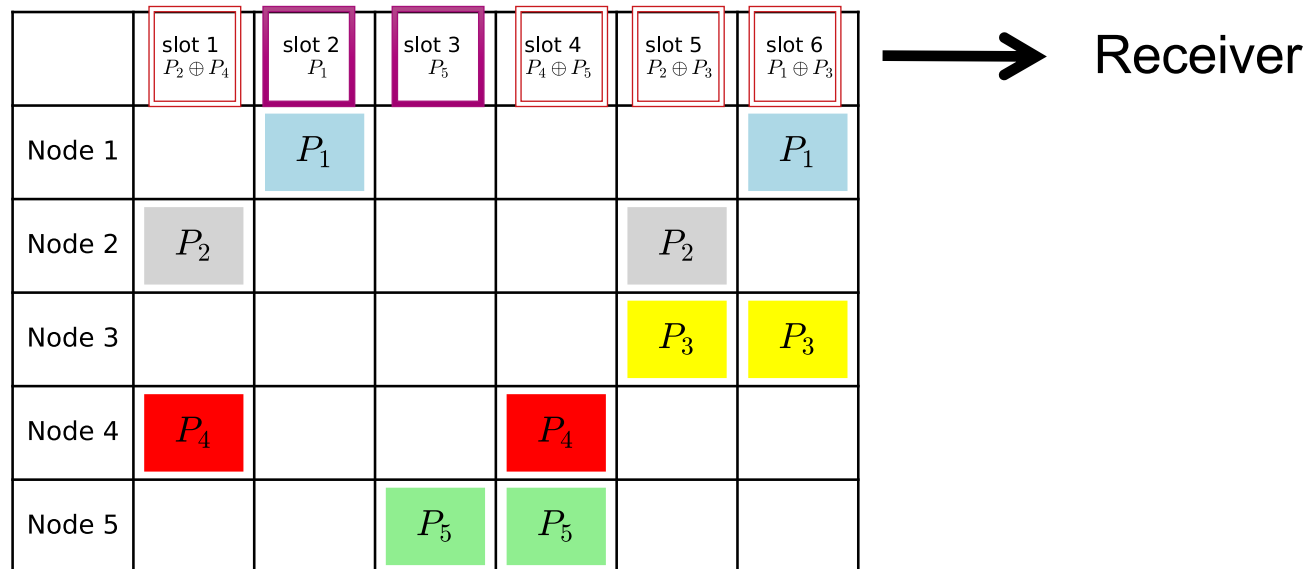 slot 1 slot 2 slot 3 slot 4 slot 5 slot 6 Receiver
P₂ ⊕ P₄ P₁ P₅ P₄ ⊕ P₅ P₂ ⊕ P₃ P₁ ⊕ P₃
Node 1 P₁ P₁
Node 2 P₂ P₂
Node 3 P₃ P₃
Node 4 P₄ P₄
Node 5 P₅ P₅